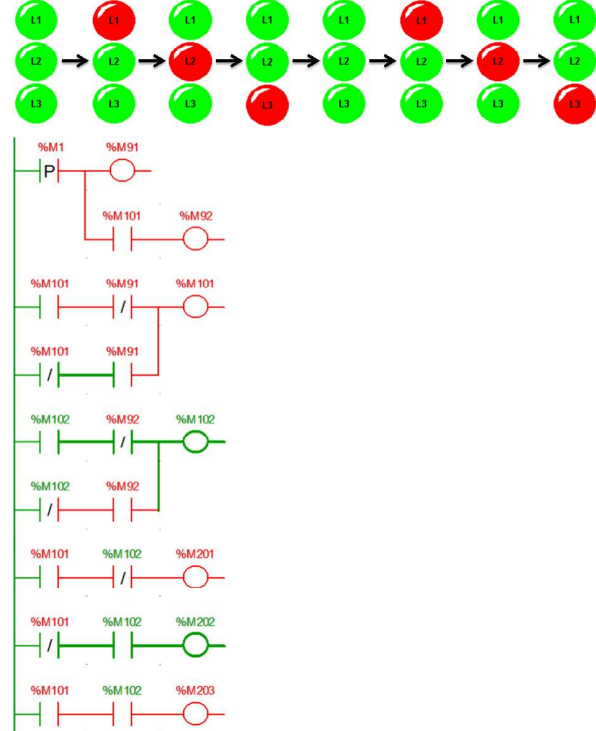 L1 L1 L1 L1 L1 L1 L1 L1
L2 L2 L2 L2 L2 L2 L2 L2
L3 L3 L3 L3 L3 L3 L3 L3
%M1 %M91
P
%M101 %M92
%M101 %M91 %M101
/
%M101 %M91
/
%M102 %M92 %M102
/
%M102 %M92
/
%M101 %M102 %M201
/
%M101 %M102 %M202
/
%M101 %M102 %M203